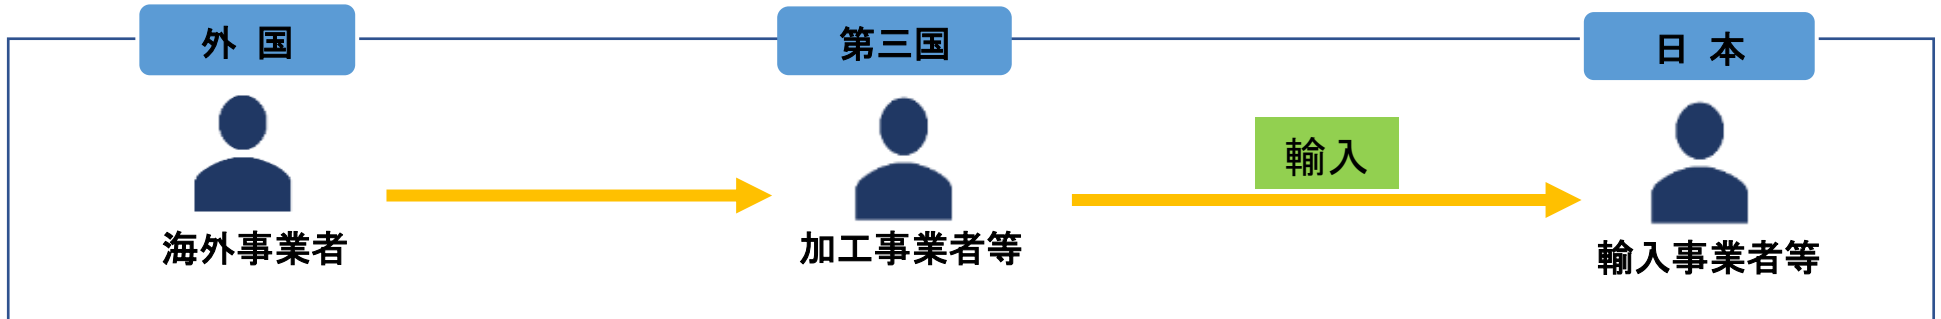 外 国
第三国
日 本
輸入
海外事業者
加工事業者等
輸入事業者等